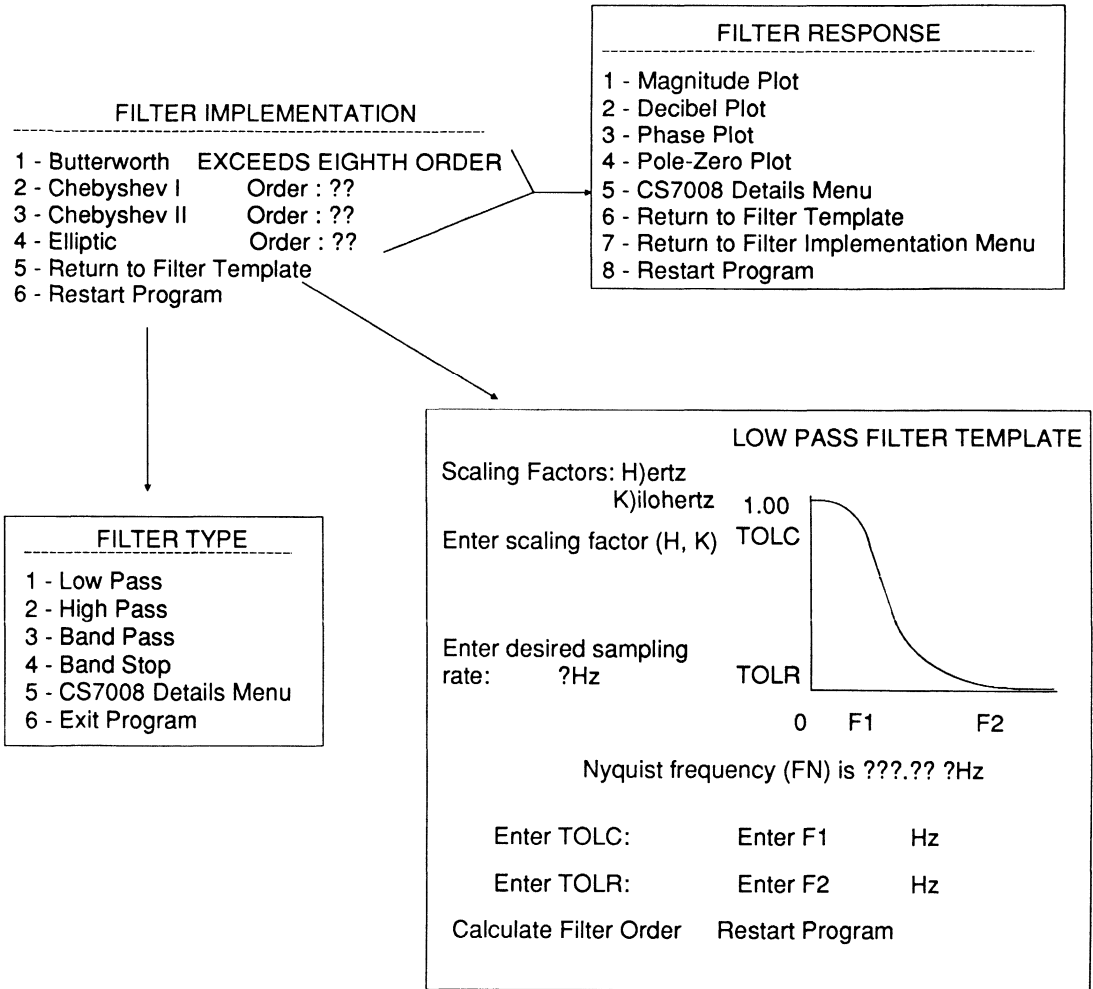 FILTER RESPONSE
1 - Magnitude Plot
2 - Decibel Plot
3 - Phase Plot
4 - Pole-Zero Plot
5 - CS7008 Details Menu
6 - Return to Filter Template
7 - Return to Filter Implementation Menu
8 - Restart Program
FILTER IMPLEMENTATION
1 - Butterworth EXCEEDS EIGHTH ORDER
2 - Chebyshev I Order : ??
3 - Chebyshev II Order : ??
4 - Elliptic Order : ??
5 - Return to Filter Template
6 - Restart Program
FILTER TYPE
1 - Low Pass
2 - High Pass
3 - Band Pass
4 - Band Stop
5 - CS7008 Details Menu
6 - Exit Program
LOW PASS FILTER TEMPLATE
Scaling Factors: H)ertz
K)ilohertz
Enter scaling factor (H, K)
Enter desired sampling
rate: ?Hz
1.00
TOLC
TOLR
0 F1 F2
Nyquist frequency (FN) is ???.?? ?Hz
Enter TOLC: Enter F1 Hz
Enter TOLR: Enter F2 Hz
Calculate Filter Order Restart Program